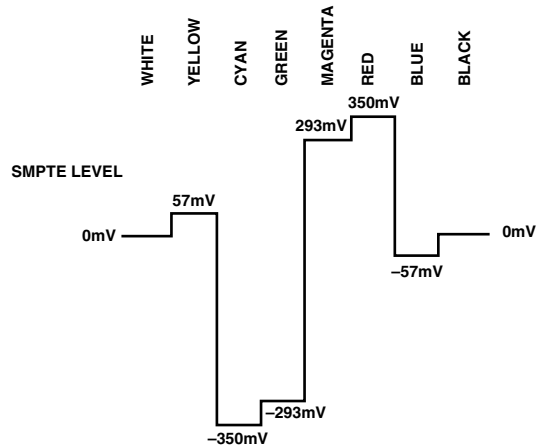 WHITE
YELLOW
CYAN
GREEN
MAGENTA
RED
BLUE
BLACK
350mV
293mV
SMPTE LEVEL
57mV
0mV
0mV
–57mV
–293mV
–350mV